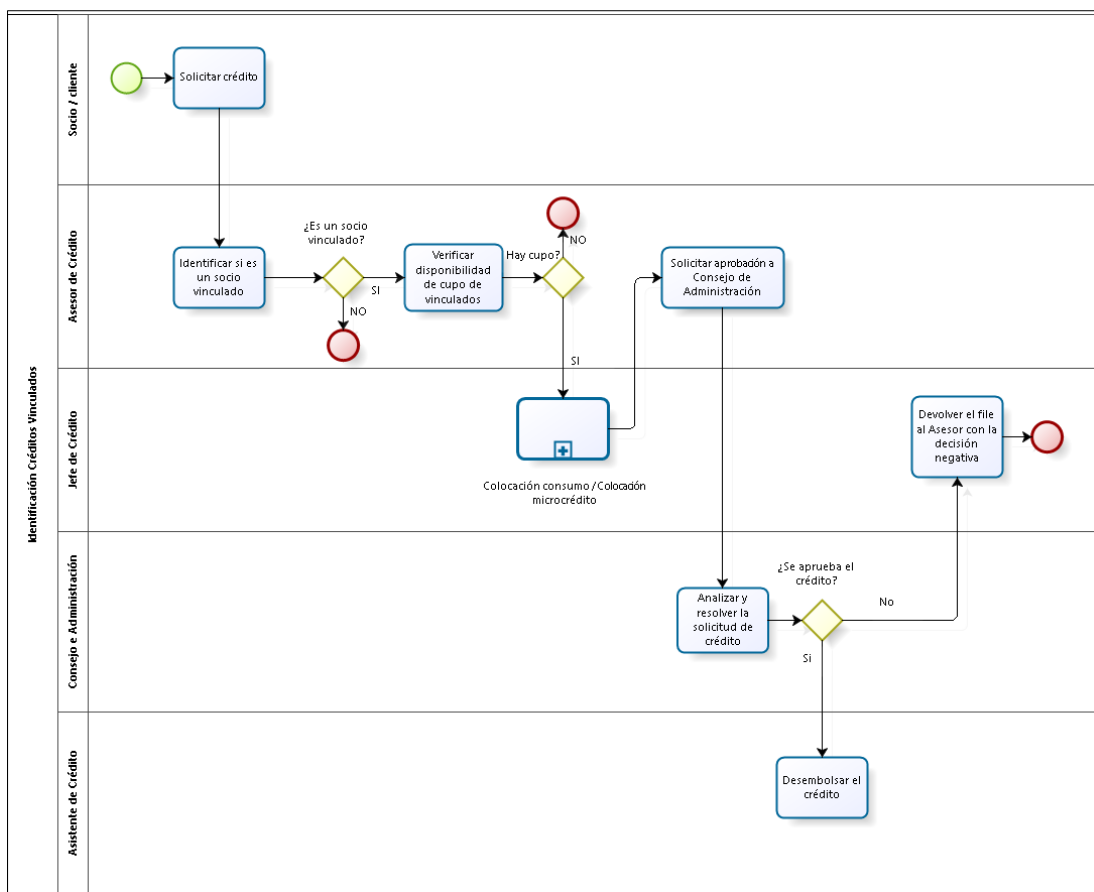 Identificación Créditos Vinculados
Socio / cliente
Solicitar crédito
Asesor de Crédito
Identificar si es
un socio
vinculado
¿Es un socio
vinculado?
SI
NO
Verificar
disponibilidad
de cupo de
vinculados
Hay cupo?
NO
SI
Solicitar aprobación a
Consejo de
Administración
Jefe de Crédito
Colocación consumo / Colocación
microcrédito
Devolver el file
al Asesor con la
decisión
negativa
Consejo e Administración
Analizar y
resolver la
solicitud de
crédito
¿Se aprueba el
crédito?
No
Si
Asistente de Crédito
Desembolsar el
crédito